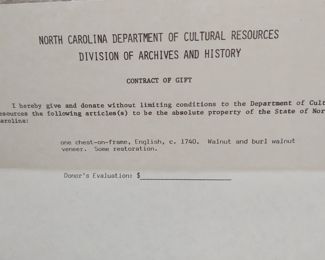 NORTH CAROLINA DEPARTMENT OF CULTURAL RESOURCES
DIVISION OF ARCHIVES AND HISTORY
CONTRACT OF GIFT
I hereby give and donate without limiting conditions to the Department of Cult
esources the following articles(s) to be the absolute property of the State of Nor
arolina:
one chest-on-frame, English, c. 1740. Walnut and burl walnut
veneer. Some restoration.
Donor's Evaluation: $